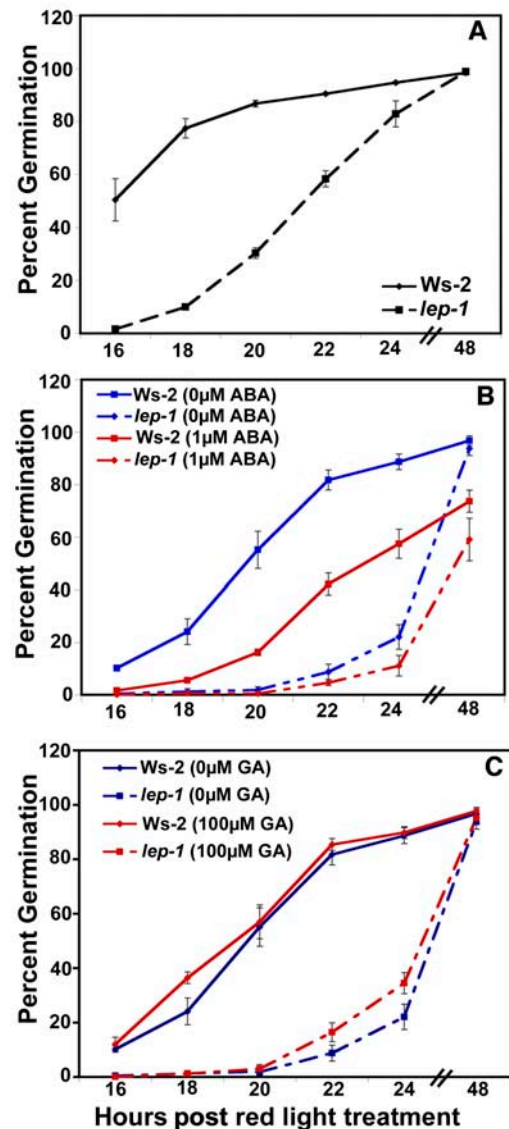 A
Percent Germination
120
100
80
60
40
20
0
Ws-2
lep-1
16 18 20 22 24 48
B
Percent Germination
120
100
80
60
40
20
0
Ws-2 (0µM ABA)
lep-1 (0µM ABA)
Ws-2 (1µM ABA)
lep-1 (1µM ABA)
16 18 20 22 24 48
C
Percent Germination
120
100
80
60
40
20
0
Ws-2 (0µM GA)
lep-1 (0µM GA)
Ws-2 (100µM GA)
lep-1 (100µM GA)
16 18 20 22 24 48
Hours post red light treatment